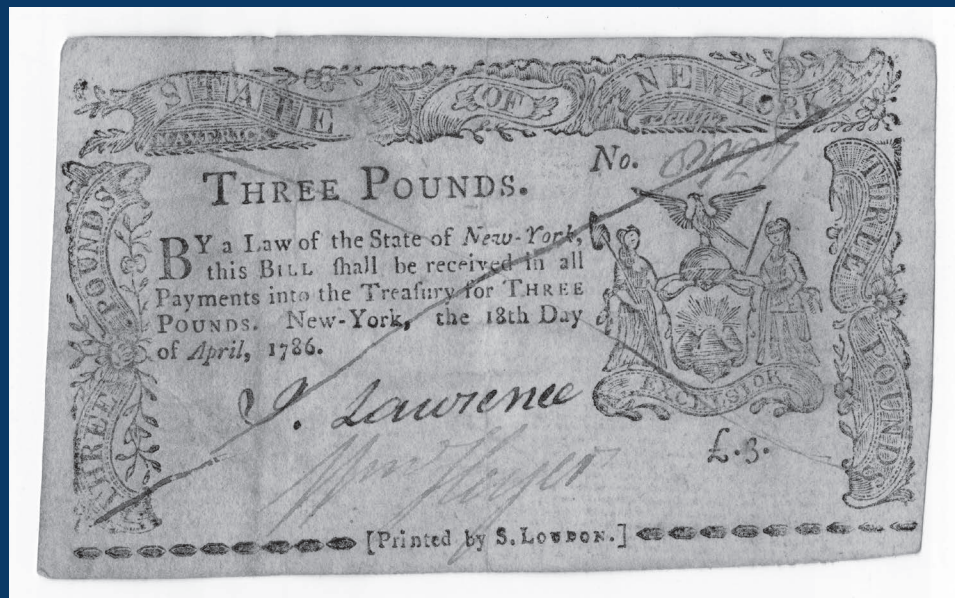 STATE OF NEW-YORK
No.
THREE POUNDS.
BY a Law of the State of New-York,
this BILL ſhall be received in all
Payments into the Treaſury for THREE
POUNDS. New-York, the 18th Day
of April, 1786.
J. Lawrence
EXCELSIOR.
£.3.
[Printed by S. LOUDON.]
THREE POUNDS
THREE POUNDS